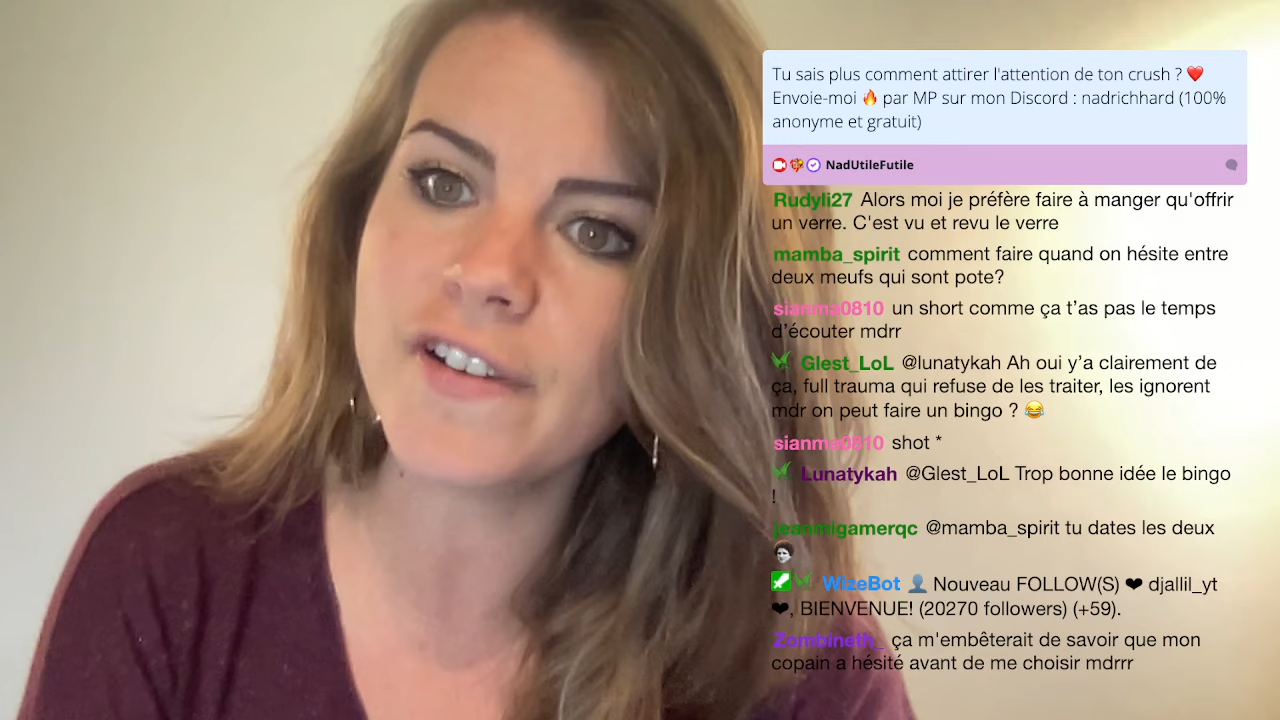 Tu sais plus comment attirer l'attention de ton crush ? ❤️
Envoie-moi 🔥 par MP sur mon Discord : nadrichhard (100%
anonyme et gratuit)
NadUtileFutile
Rudyli27 Alors moi je préfère faire à manger qu'offrir
un verre. C'est vu et revu le verre
mamba_spirit comment faire quand on hésite entre
deux meufs qui sont pote?
sianma0810 un short comme ça t’as pas le temps
d’écouter mdrr
Glest_LoL @lunatykah Ah oui y’a clairement de
ça, full trauma qui refuse de les traiter, les ignorent
mdr on peut faire un bingo ? 😂
sianma0810 shot *
Lunatykah @Glest_LoL Trop bonne idée le bingo
!
jeanmigamerqc @mamba_spirit tu dates les deux
WizeBot 👤 Nouveau FOLLOW(S) ❤ djallil_yt
❤, BIENVENUE! (20270 followers) (+59).
Zombineth_ ça m'embêterait de savoir que mon
copain a hésité avant de me choisir mdrrr